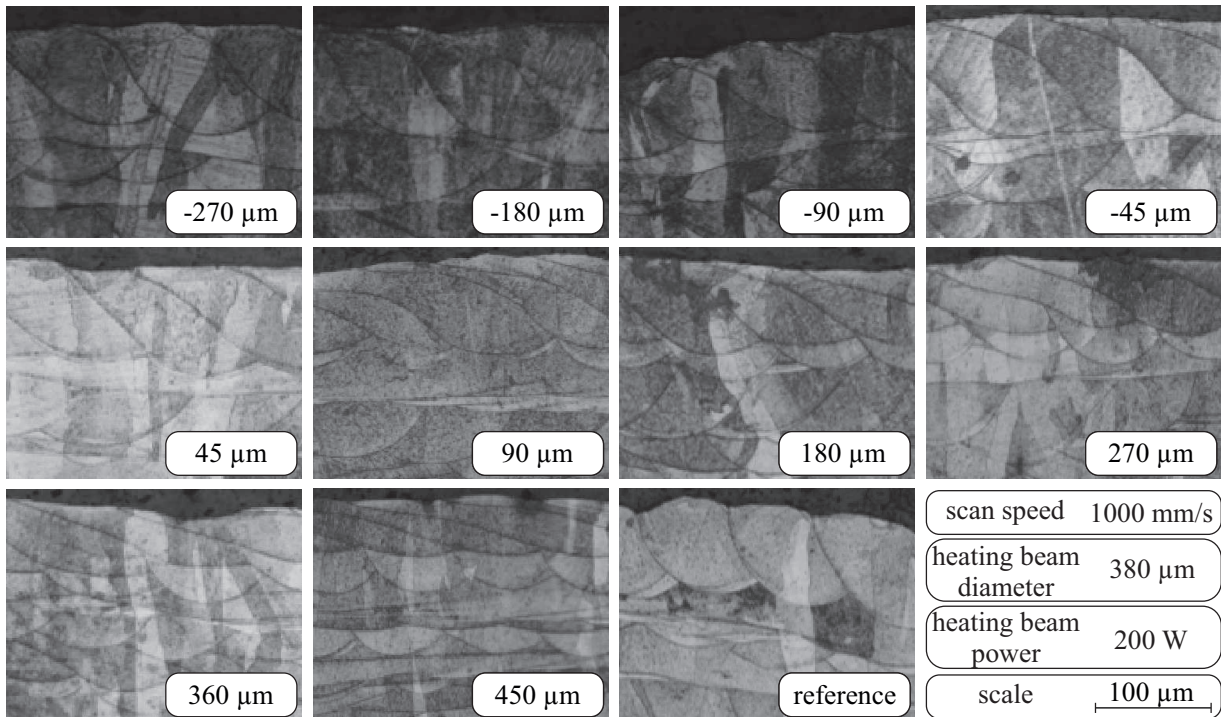 -270 µm
-180 µm
-90 µm
-45 µm
45 µm
90 µm
180 µm
270 µm
360 µm
450 µm
reference
scan speed 1000 mm/s
heating beam
diameter 380 µm
heating beam
power 200 W
scale 100 µm